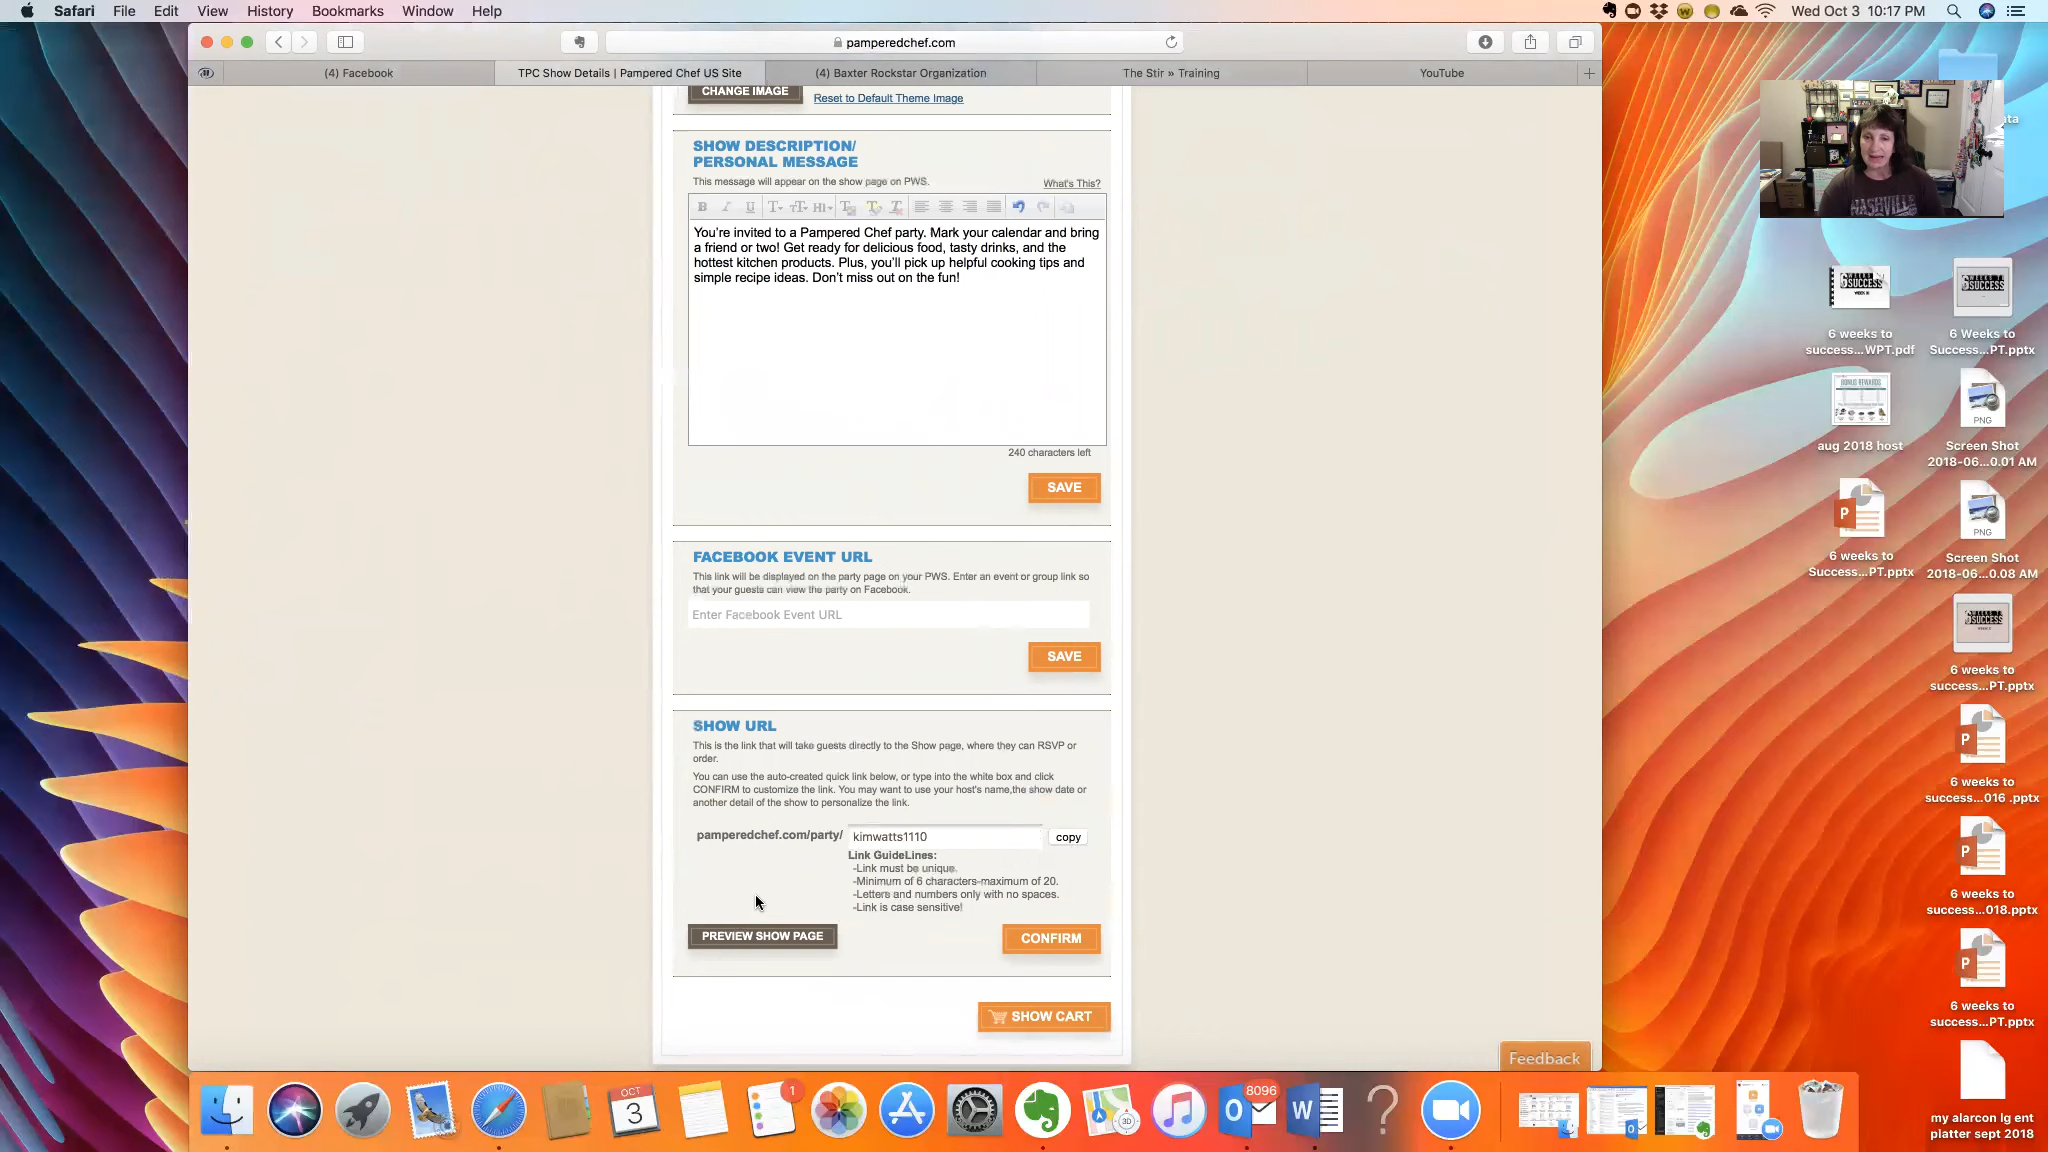 Safari File Edit View History Bookmarks Window Help
Wed Oct 3 10:17 PM
pamperedchef.com
(4) Facebook
TPC Show Details | Pampered Chef US Site
(4) Baxter Rockstar Organization
The Stir » Training
YouTube
CHANGE IMAGE
Reset to Default Theme Image
SHOW DESCRIPTION/
PERSONAL MESSAGE
This message will appear on the show page on PWS.
What's This?
You're invited to a Pampered Chef party. Mark your calendar and bring
a friend or two! Get ready for delicious food, tasty drinks, and the
hottest kitchen products. Plus, you'll pick up helpful cooking tips and
simple recipe ideas. Don't miss out on the fun!
240 characters left
SAVE
FACEBOOK EVENT URL
This link will be displayed on the party page on your PWS. Enter an event or group link so
that your guests can view the party on Facebook.
Enter Facebook Event URL
SAVE
SHOW URL
This is the link that will take guests directly to the Show page, where they can RSVP or
order.
You can use the auto-created quick link below, or type into the white box and click
CONFIRM to customize the link. You may want to use your host's name,the show date or
another detail of the show to personalize the link.
pamperedchef.com/party/
kimwatts1110
copy
Link GuideLines:
-Link must be unique.
-Minimum of 6 characters-maximum of 20.
-Letters and numbers only with no spaces.
-Link is case sensitive!
PREVIEW SHOW PAGE
CONFIRM
SHOW CART
Feedback
NASHVILLE
ata
6 weeks to
success...WPT.pdf
6 Weeks to
Success...PT.pptx
aug 2018 host
PNG
Screen Shot
2018-06...0.01 AM
6 weeks to
Success...PT.pptx
PNG
Screen Shot
2018-06...0.08 AM
6 weeks to
success...PT.pptx
6 weeks to
success...016 .pptx
6 weeks to
success...018.pptx
6 weeks to
success...PT.pptx
my alarcon lg ent
platter sept 2018
OCT
3
1
8096
3D